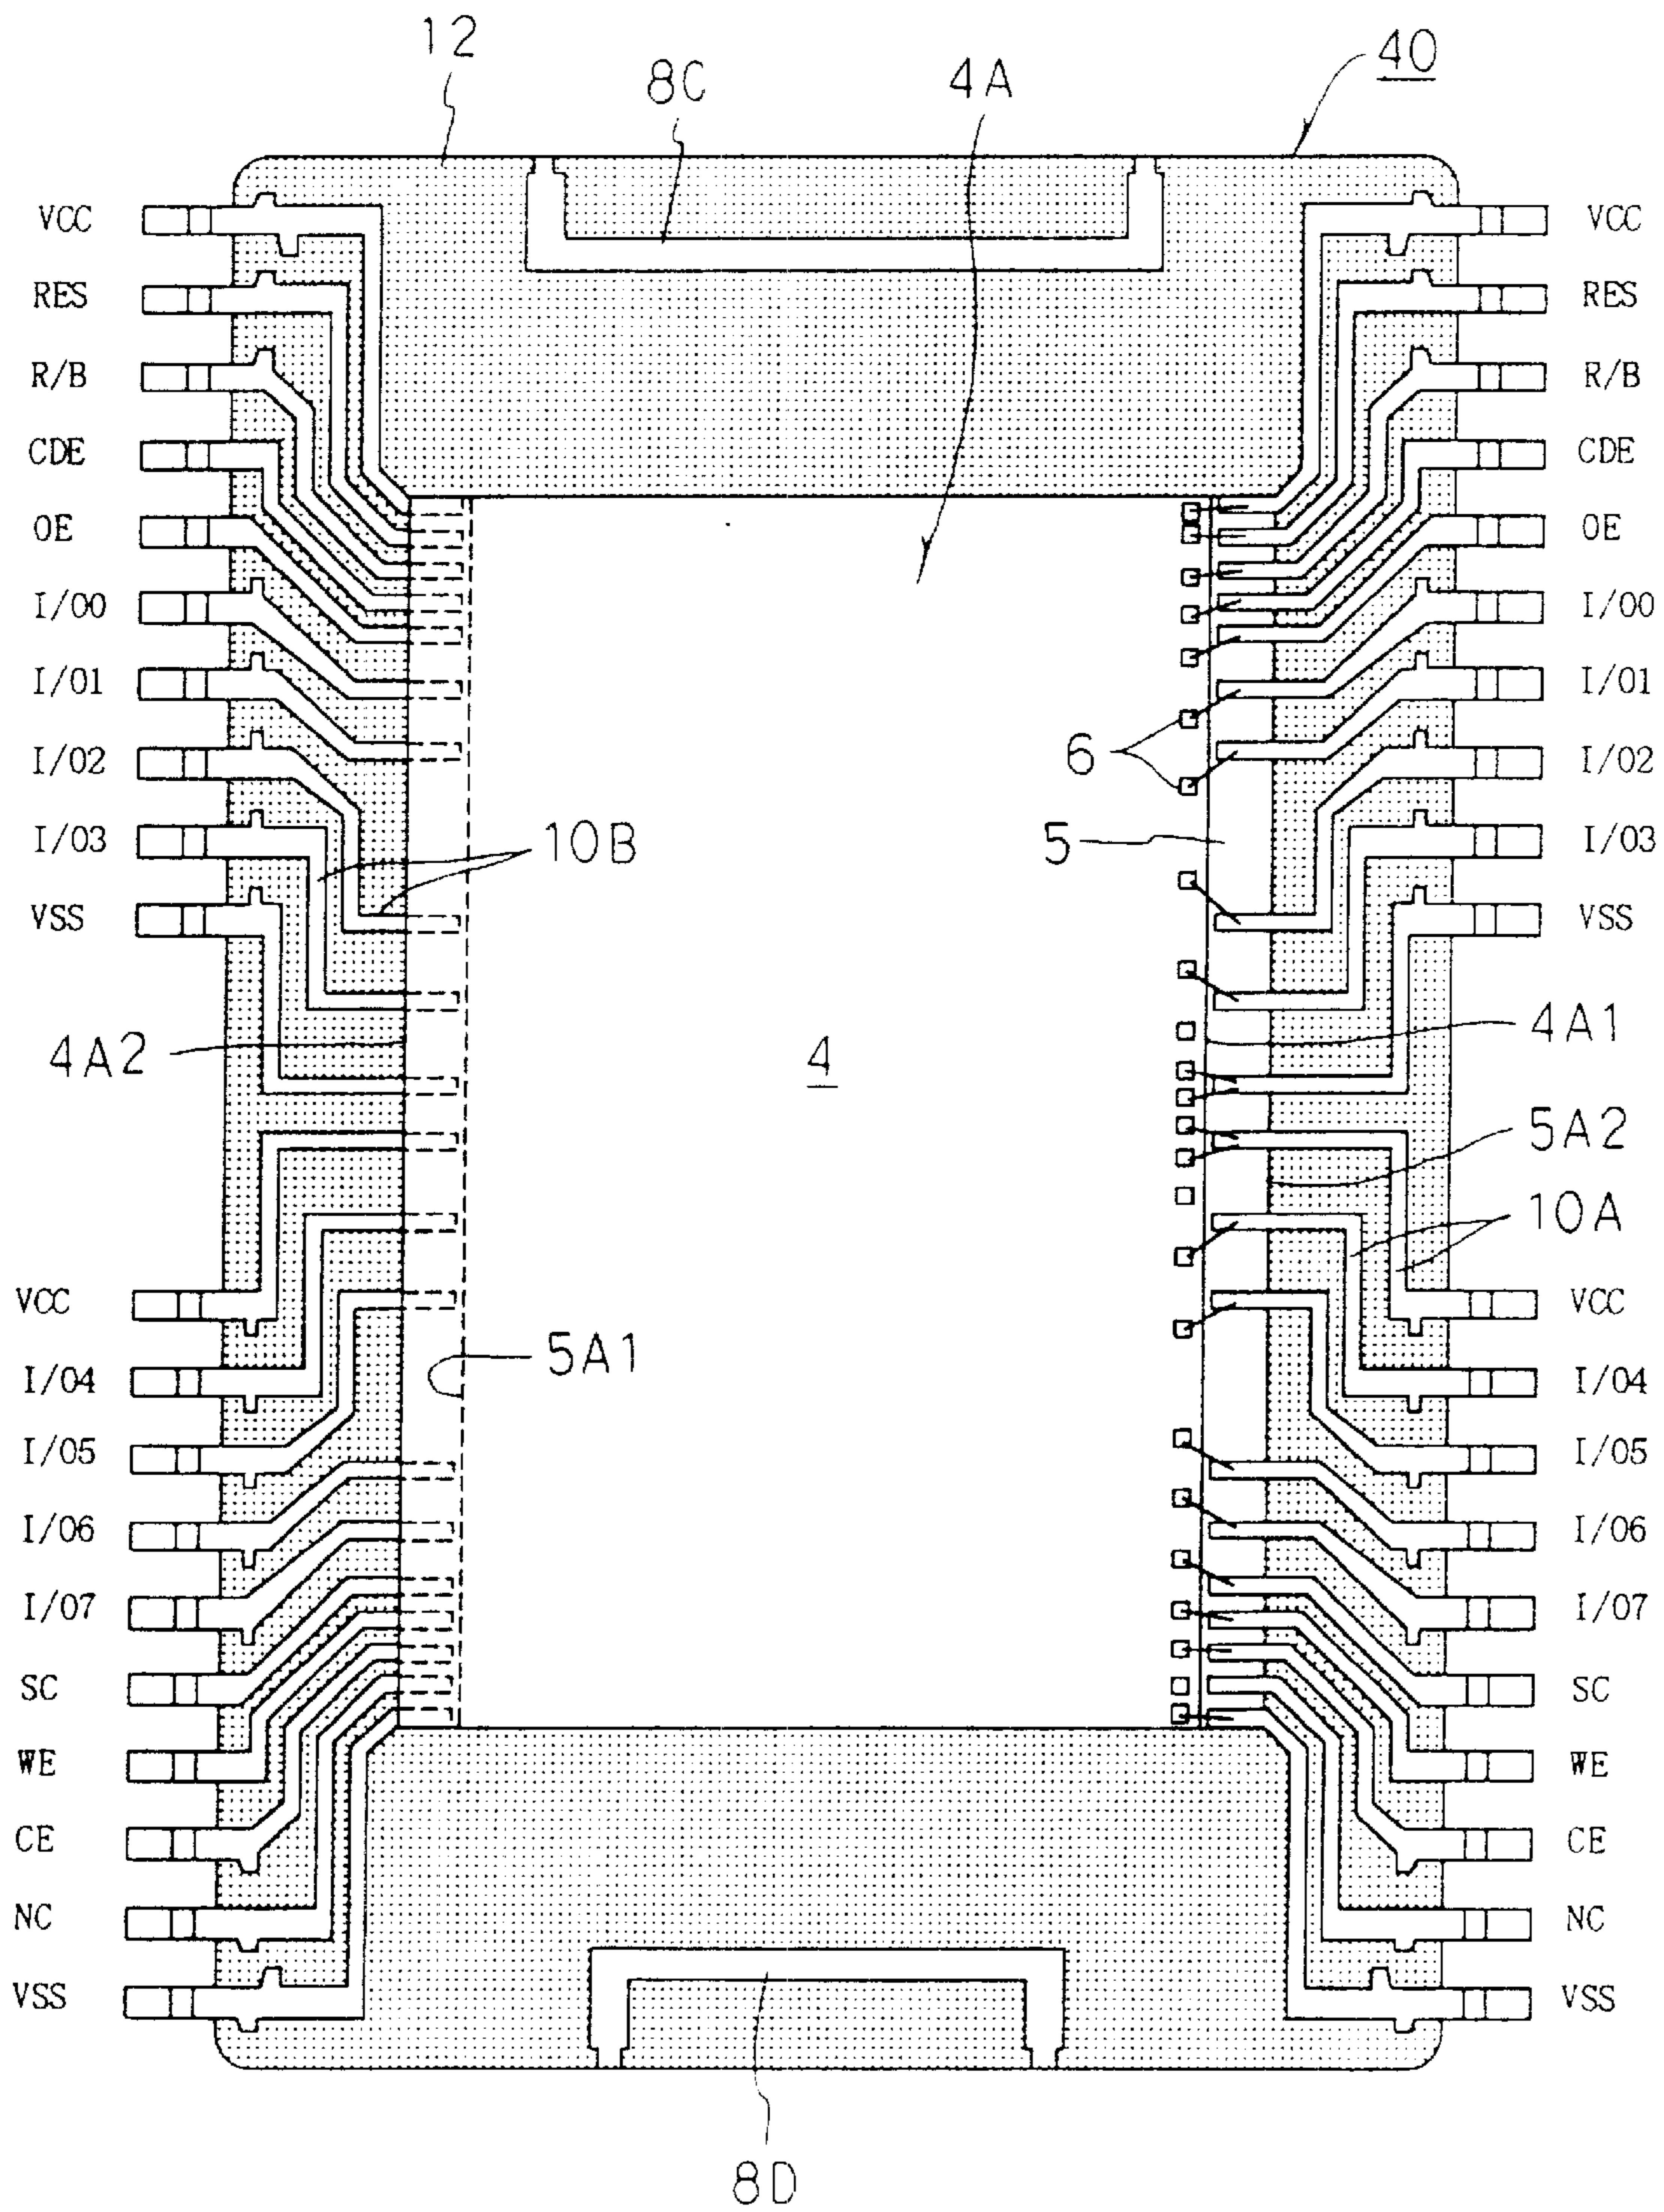 12
8C
4A
40
VCC
VCC
RES
RES
R/B
R/B
CDE
CDE
OE
OE
I/00
I/00
I/01
I/01
I/02
I/02
6
I/03
10B
5
I/03
VSS
VSS
4A2
4
4A1
5A2
10A
VCC
VCC
5A1
I/04
I/04
I/05
I/05
I/06
I/06
I/07
I/07
SC
SC
WE
WE
CE
CE
NC
NC
VSS
VSS
8D